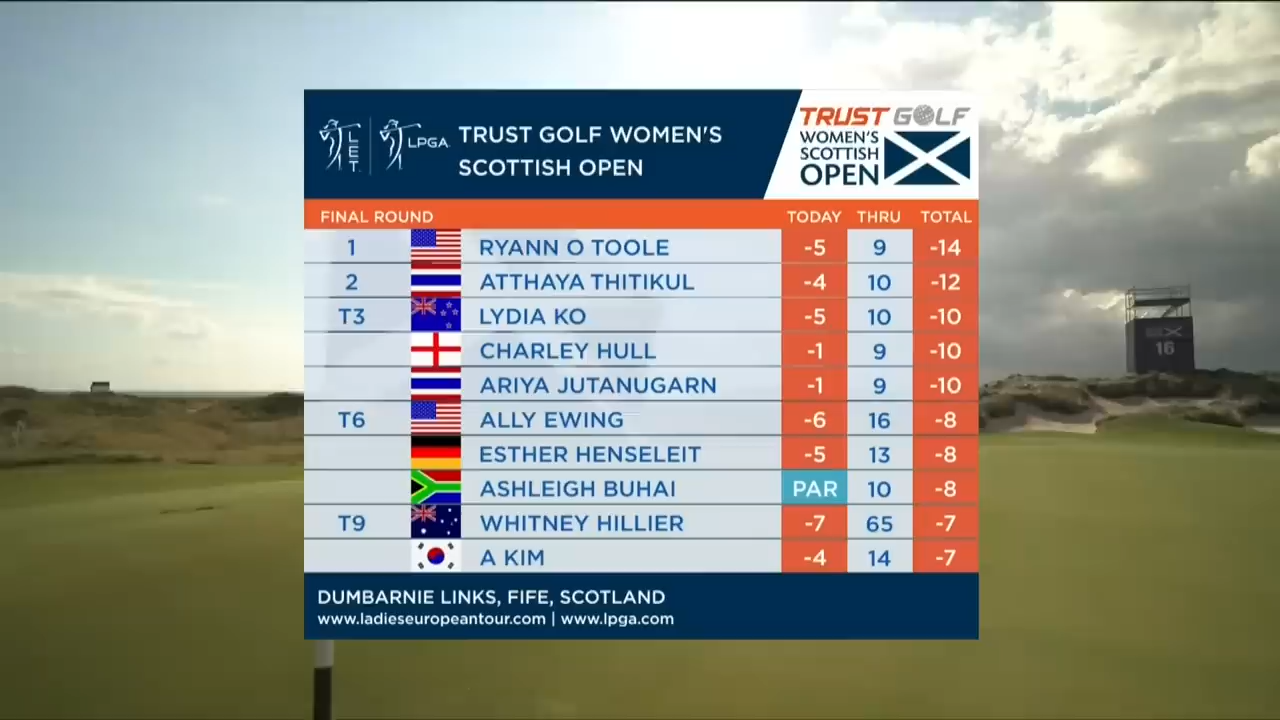 LET
LPGA
TRUST GOLF WOMEN'S
SCOTTISH OPEN
TRUST GOLF
WOMEN'S
SCOTTISH
OPEN
FINAL ROUND TODAY THRU TOTAL
1 RYANN O TOOLE -5 9 -14
2 ATTHAYA THITIKUL -4 10 -12
T3 LYDIA KO -5 10 -10
CHARLEY HULL -1 9 -10
ARIYA JUTANUGARN -1 9 -10
T6 ALLY EWING -6 16 -8
ESTHER HENSELEIT -5 13 -8
ASHLEIGH BUHAI PAR 10 -8
T9 WHITNEY HILLIER -7 65 -7
A KIM -4 14 -7
DUMBARNIE LINKS, FIFE, SCOTLAND
www.ladieseuropeantour.com | www.lpga.com
16